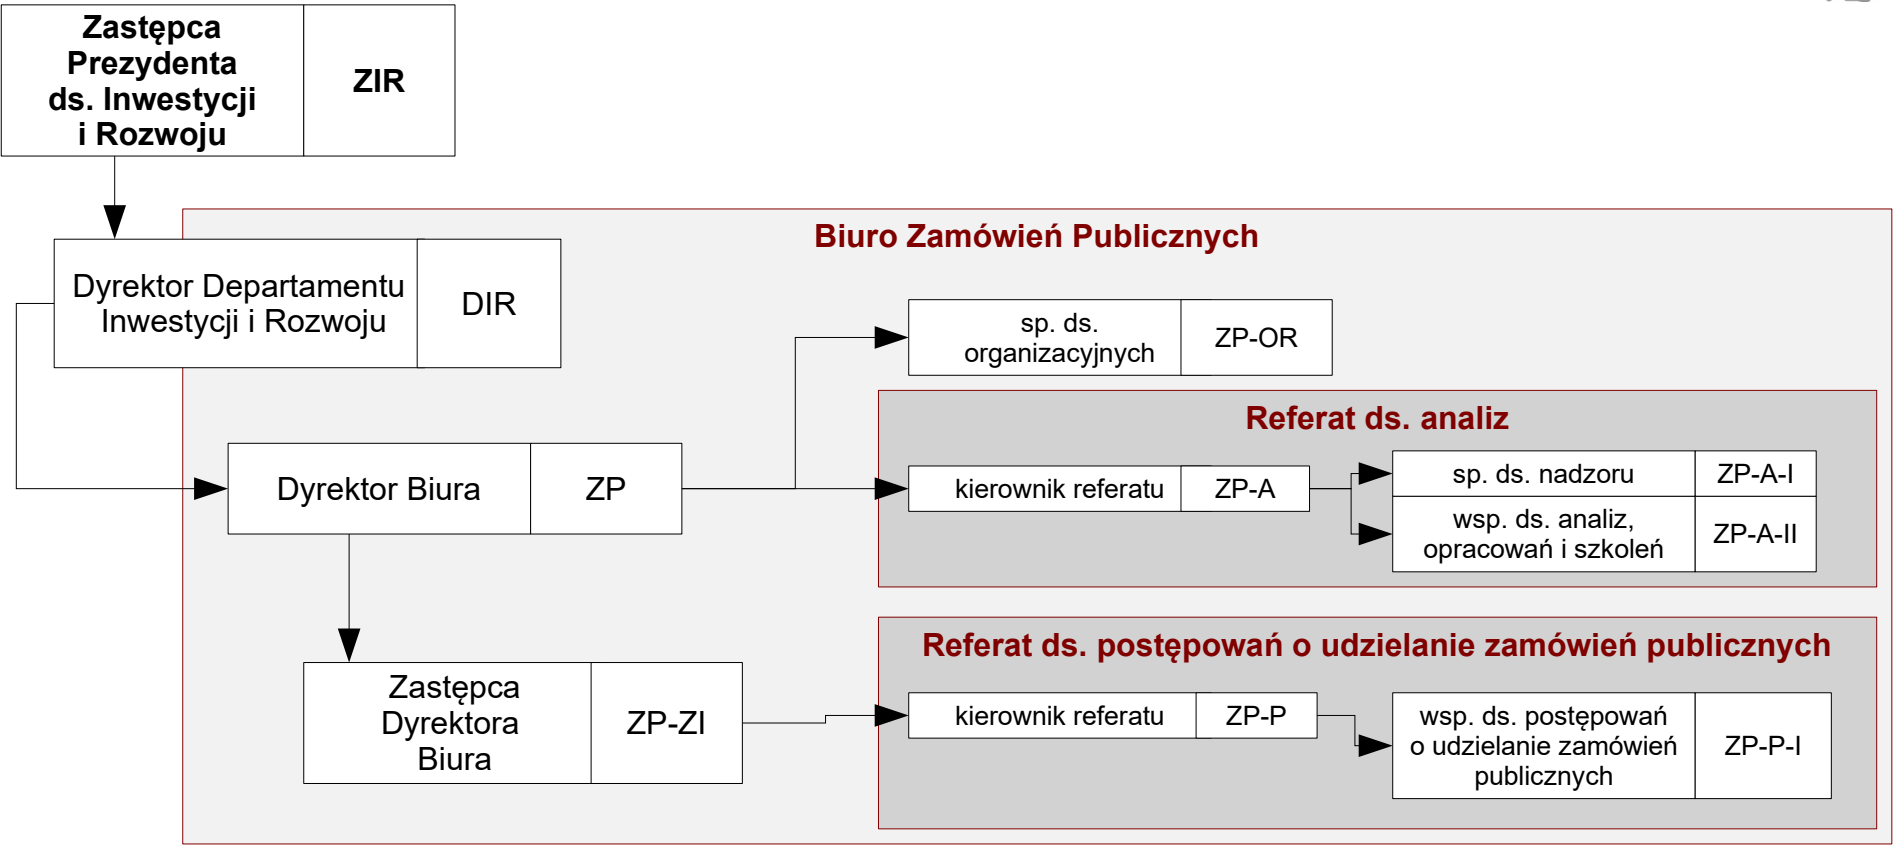 Zastępca
Prezydenta
ds. Inwestycji
i Rozwoju
ZIR
Biuro Zamówień Publicznych
Dyrektor Departamentu
Inwestycji i Rozwoju
DIR
sp. ds.
organizacyjnych
ZP-OR
Referat ds. analiz
Dyrektor Biura
ZP
kierownik referatu
ZP-A
sp. ds. nadzoru
ZP-A-I
wsp. ds. analiz,
opracowań i szkoleń
ZP-A-II
Referat ds. postępowań o udzielanie zamówień publicznych
Zastępca
Dyrektora
Biura
ZP-ZI
kierownik referatu
ZP-P
wsp. ds. postępowań
o udzielanie zamówień
publicznych
ZP-P-I